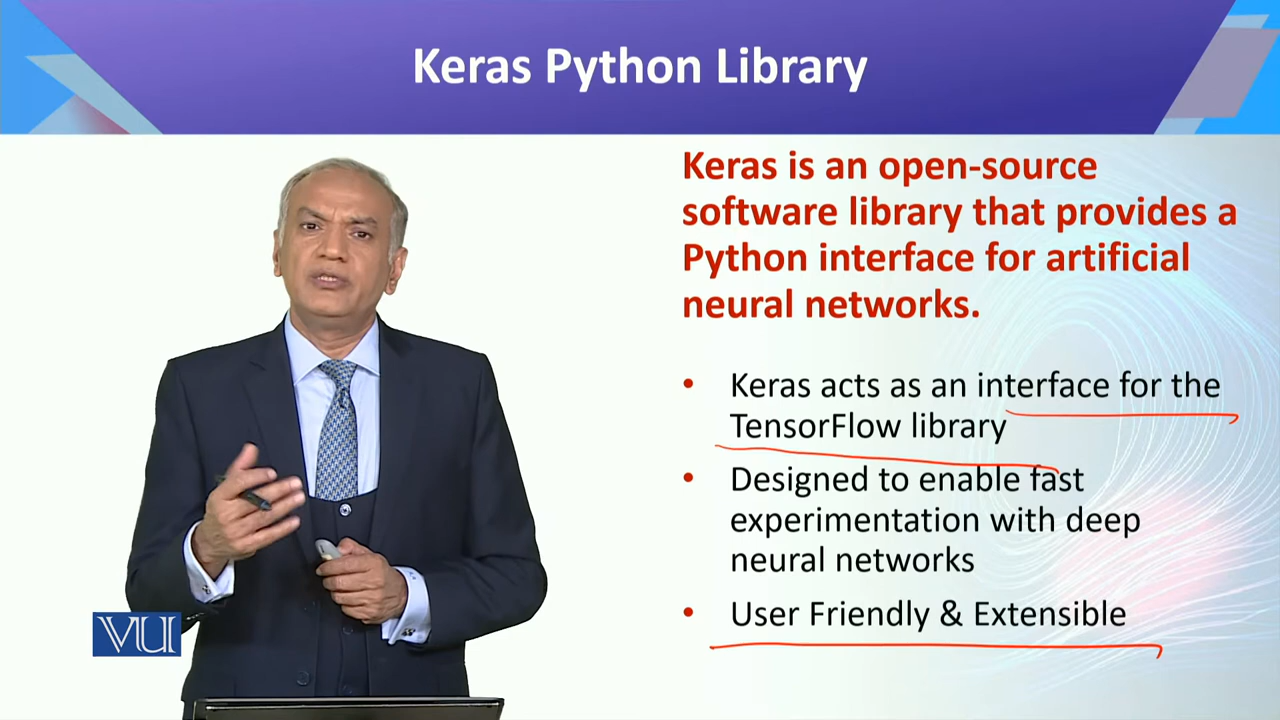 Keras Python Library
Keras is an open-source
software library that provides a
Python interface for artificial
neural networks.
• Keras acts as an interface for the
TensorFlow library
• Designed to enable fast
experimentation with deep
neural networks
• User Friendly & Extensible
VU